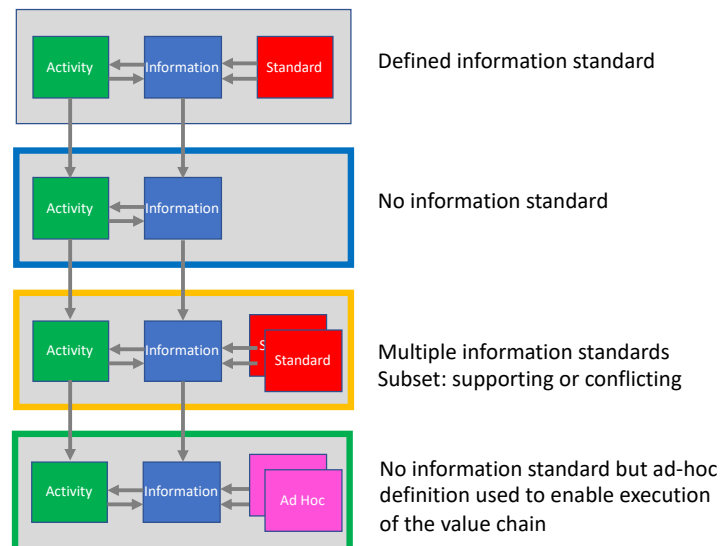 Activity
Information
Standard
Defined information standard
Activity
Information
No information standard
Activity
Information
S
Standard
Multiple information standards
Subset: supporting or conflicting
Activity
Information
Ad Hoc
No information standard but ad-hoc
definition used to enable execution
of the value chain